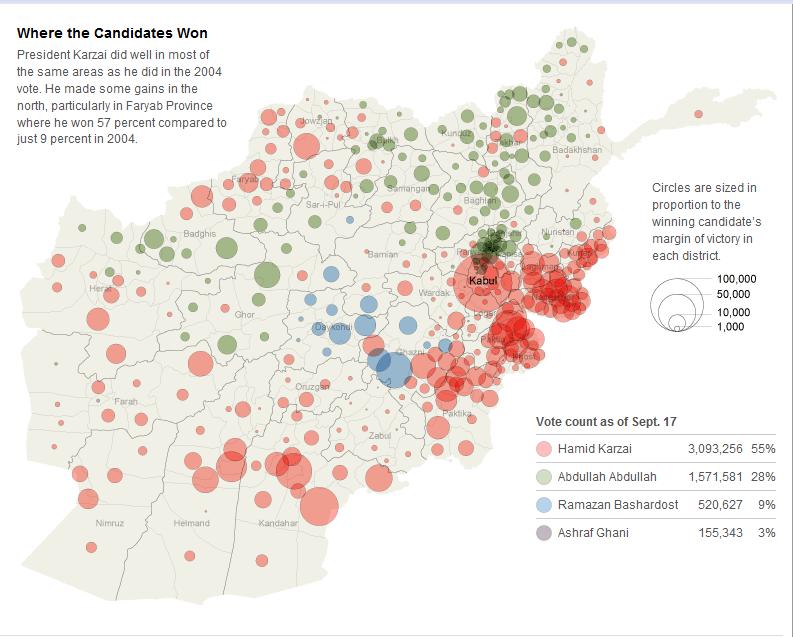 Where the Candidates Won
President Karzai did well in most of
the same areas as he did in the 2004
vote. He made some gains in the
north, particularly in Faryab Province
where he won 57 percent compared to
just 9 percent in 2004.
Jowzjan
Balkh
Kunduz
Takhar
Badakhshan
Faryab
Sar-i-Pul
Samangan
Baghlan
Badghis
Bamian
Nuristan
Kabul
Herat
Ghor
Wardak
Logar
Daykondi
Ghazni
Khost
Oruzgan
Farah
Zabul
Paktika
Nimruz
Helmand
Kandahar
Circles are sized in
proportion to the
winning candidate's
margin of victory in
each district.
100,000
50,000
10,000
1,000
Vote count as of Sept. 17
Hamid Karzai 3,093,256 55%
Abdullah Abdullah 1,571,581 28%
Ramazan Bashardost 520,627 9%
Ashraf Ghani 155,343 3%